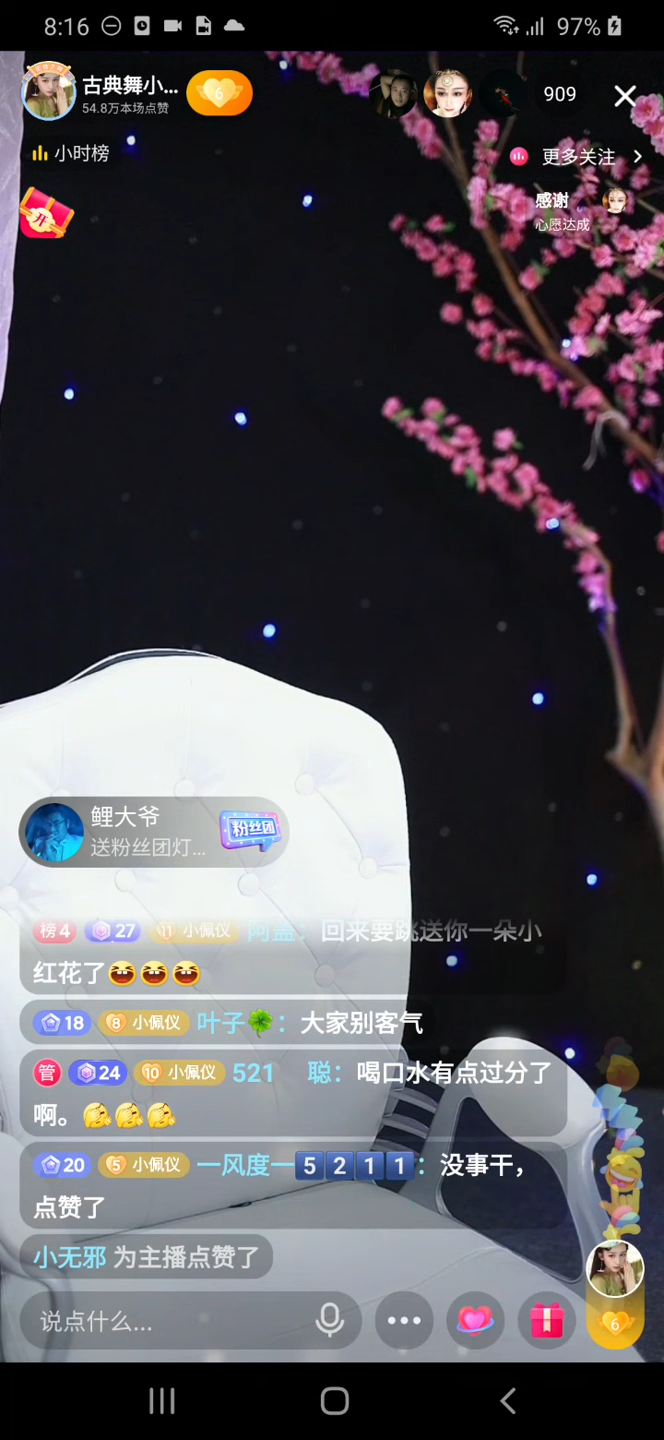 8:16
97%
古典舞小...
54.8万本场点赞
6
909
小时榜
更多关注
感谢
心愿达成
开
鲤大爷
送粉丝团灯...
粉丝团
榜4 27 11 小佩仪 阿盖：回来要跳送你一朵小
红花了😆😆😆
18 8 小佩仪 叶子🍀：大家别客气
管 24 10 小佩仪 521 聪：喝口水有点过分了
啊。
20 5 小佩仪 一风度一5211：没事干，
点赞了
小无邪 为主播点赞了
说点什么...
6